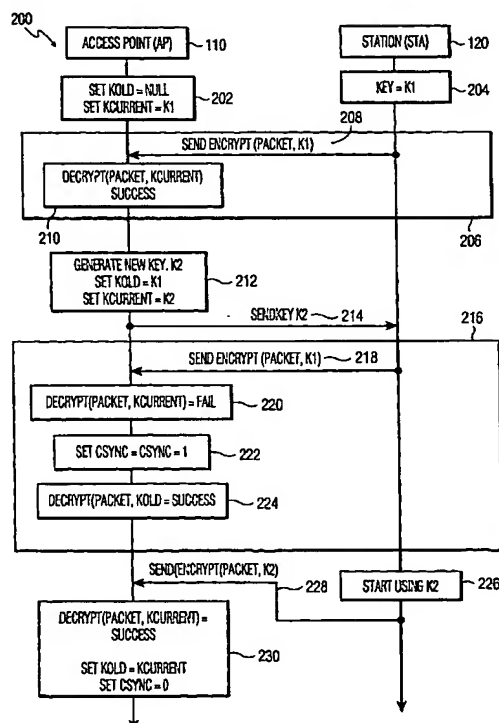 200
ACCESS POINT (AP)
110
STATION (STA)
120
SET KOLD = NULL
SET KCURRENT = K1
202
KEY = K1
204
208
SEND ENCRYPT (PACKET, K1)
DECRYPT(PACKET, KCURRENT)
SUCCESS
210
206
GENERATE NEW KEY, K2
SET KOLD = K1
SET KCURRENT = K2
212
SENDKEY K2
214
216
SEND ENCRYPT (PACKET, K1)
218
DECRYPT(PACKET, KCURRENT) = FAIL
220
SET CSYNC = CSYNC = 1
222
DECRYPT(PACKET, KOLD = SUCCESS
224
SEND(ENCRYPT(PACKET, K2)
228
START USING K2
226
DECRYPT(PACKET, KCURRENT) =
SUCCESS
SET KOLD = KCURRENT
SET CSYNC = 0
230